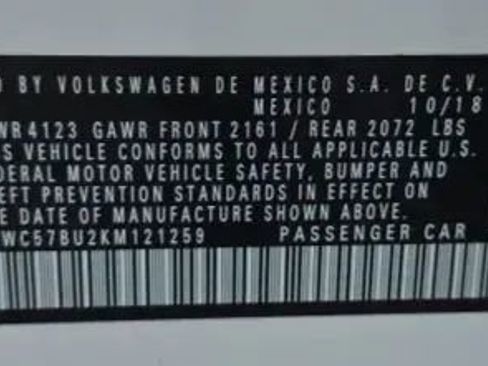 D BY VOLKSWAGEN DE MEXICO S.A. DE C.V.
MEXICO 10/18
WR4123 GAWR FRONT 2161 / REAR 2072 LBS
S VEHICLE CONFORMS TO ALL APPLICABLE U.S.
DERAL MOTOR VEHICLE SAFETY, BUMPER AND
EFT PREVENTION STANDARDS IN EFFECT ON
E DATE OF MANUFACTURE SHOWN ABOVE.
WC57BU2KM121259 PASSENGER CAR